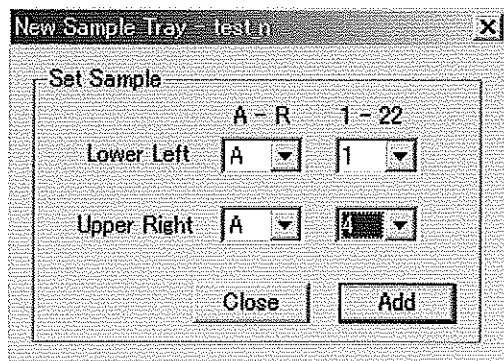 New Sample Tray - test n
Set Sample
A - R 1 - 22
Lower Left A 1
Upper Right A 4
Close Add